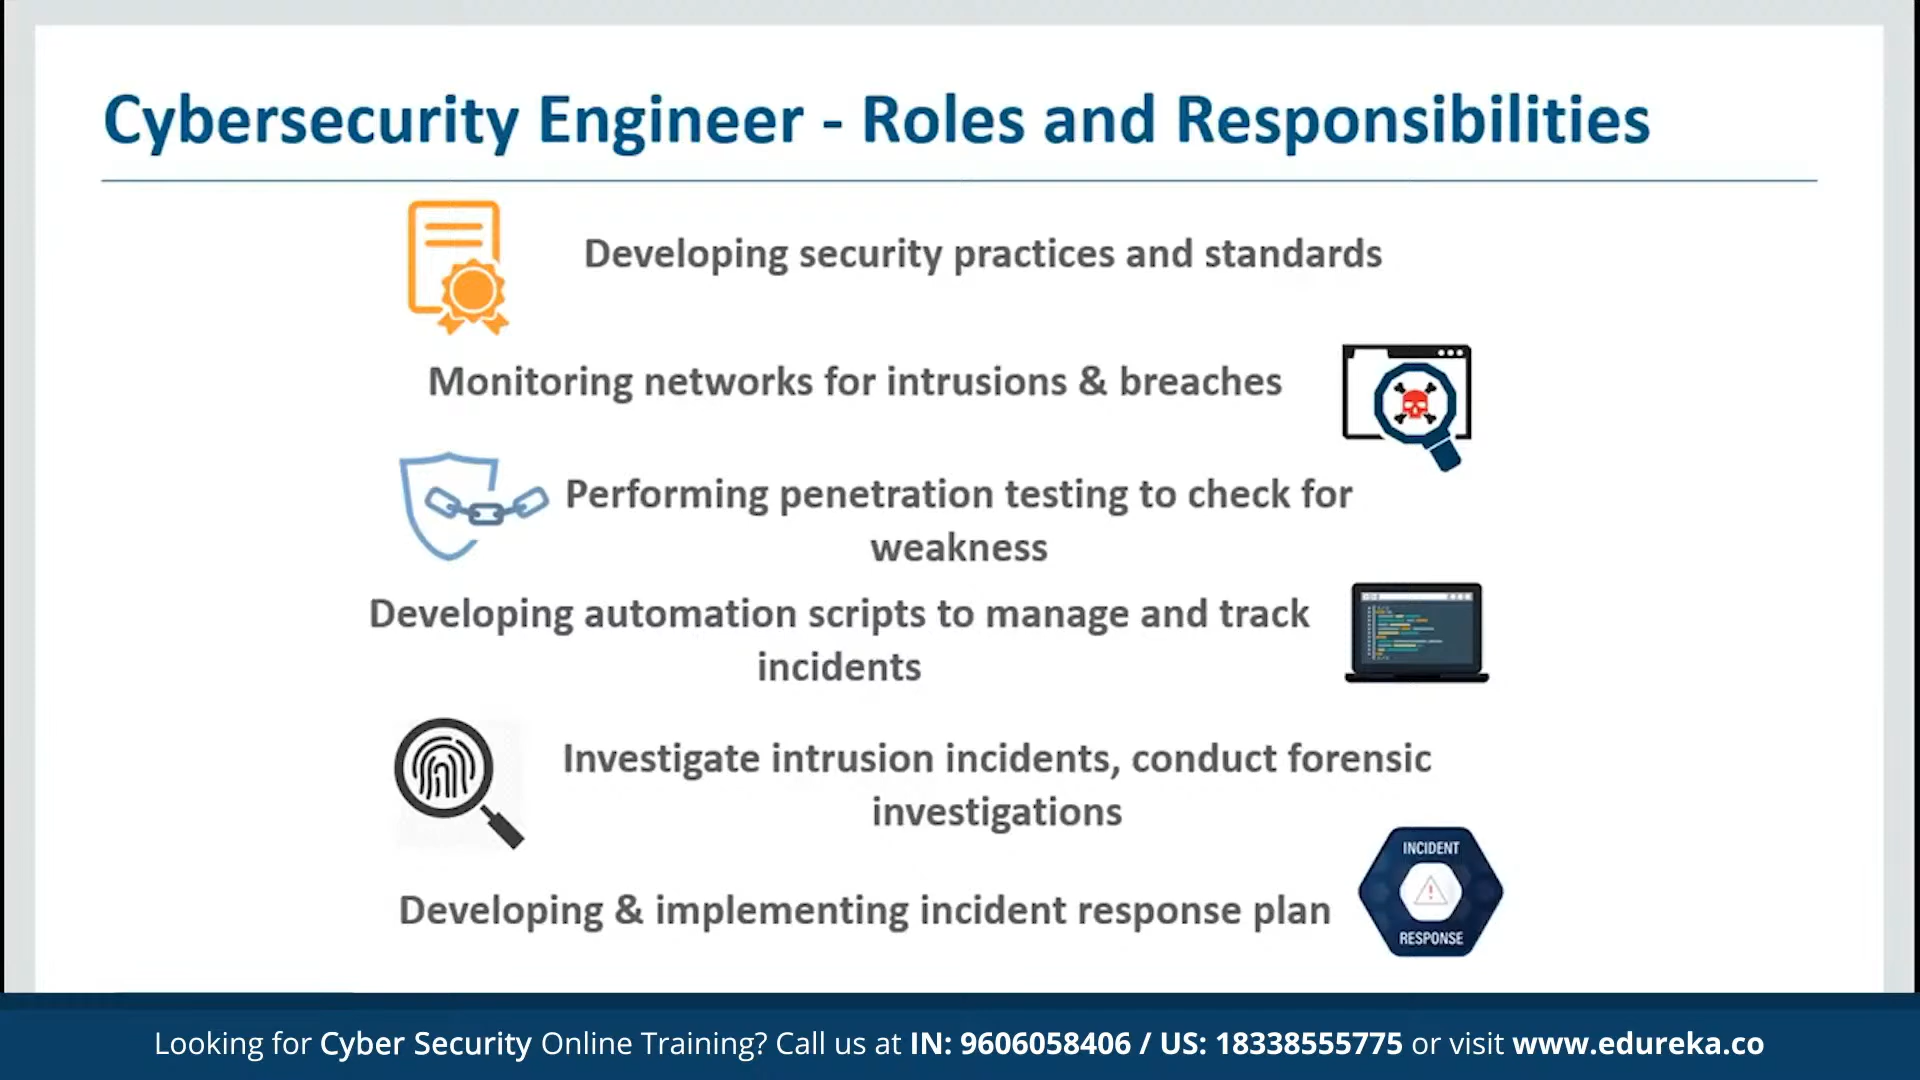 Cybersecurity Engineer - Roles and Responsibilities
Developing security practices and standards
Monitoring networks for intrusions & breaches
Performing penetration testing to check for
weakness
Developing automation scripts to manage and track
incidents
Investigate intrusion incidents, conduct forensic
investigations
INCIDENT
RESPONSE
Developing & implementing incident response plan
Looking for Cyber Security Online Training? Call us at IN: 9606058406 / US: 18338555775 or visit www.edureka.co